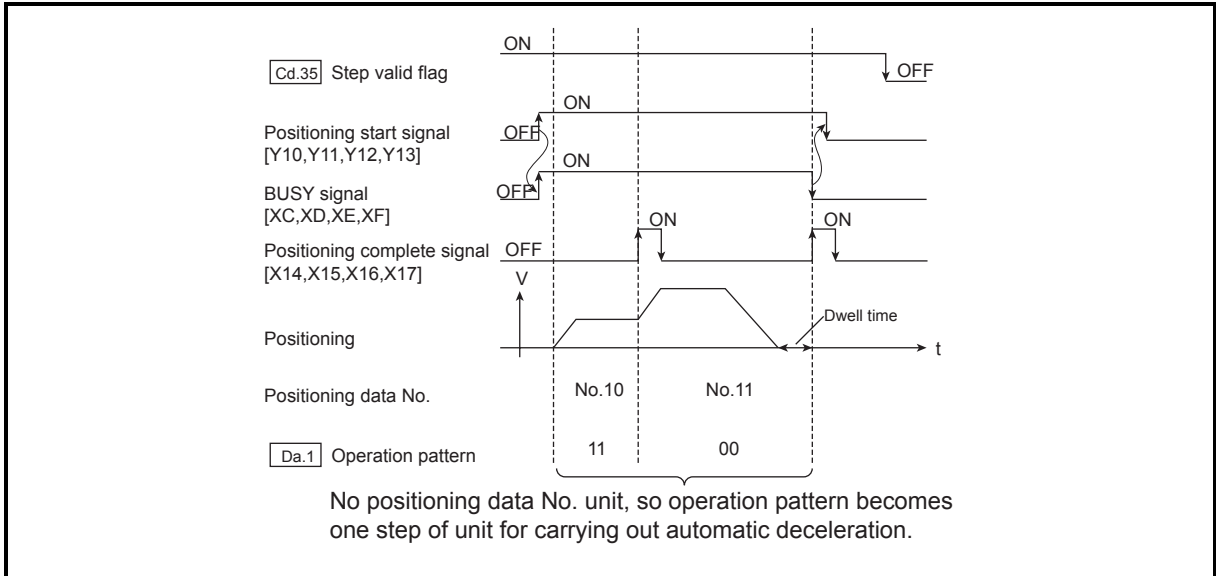 ON
Cd.35 Step valid flag
OFF
ON
Positioning start signal
OFF
[Y10,Y11,Y12,Y13]
ON
BUSY signal
OFF
[XC,XD,XE,XF]
ON
ON
Positioning complete signal
OFF
[X14,X15,X16,X17]
V
Dwell time
Positioning
t
Positioning data No.
No.10
No.11
Da.1 Operation pattern
11
00
No positioning data No. unit, so operation pattern becomes
one step of unit for carrying out automatic deceleration.